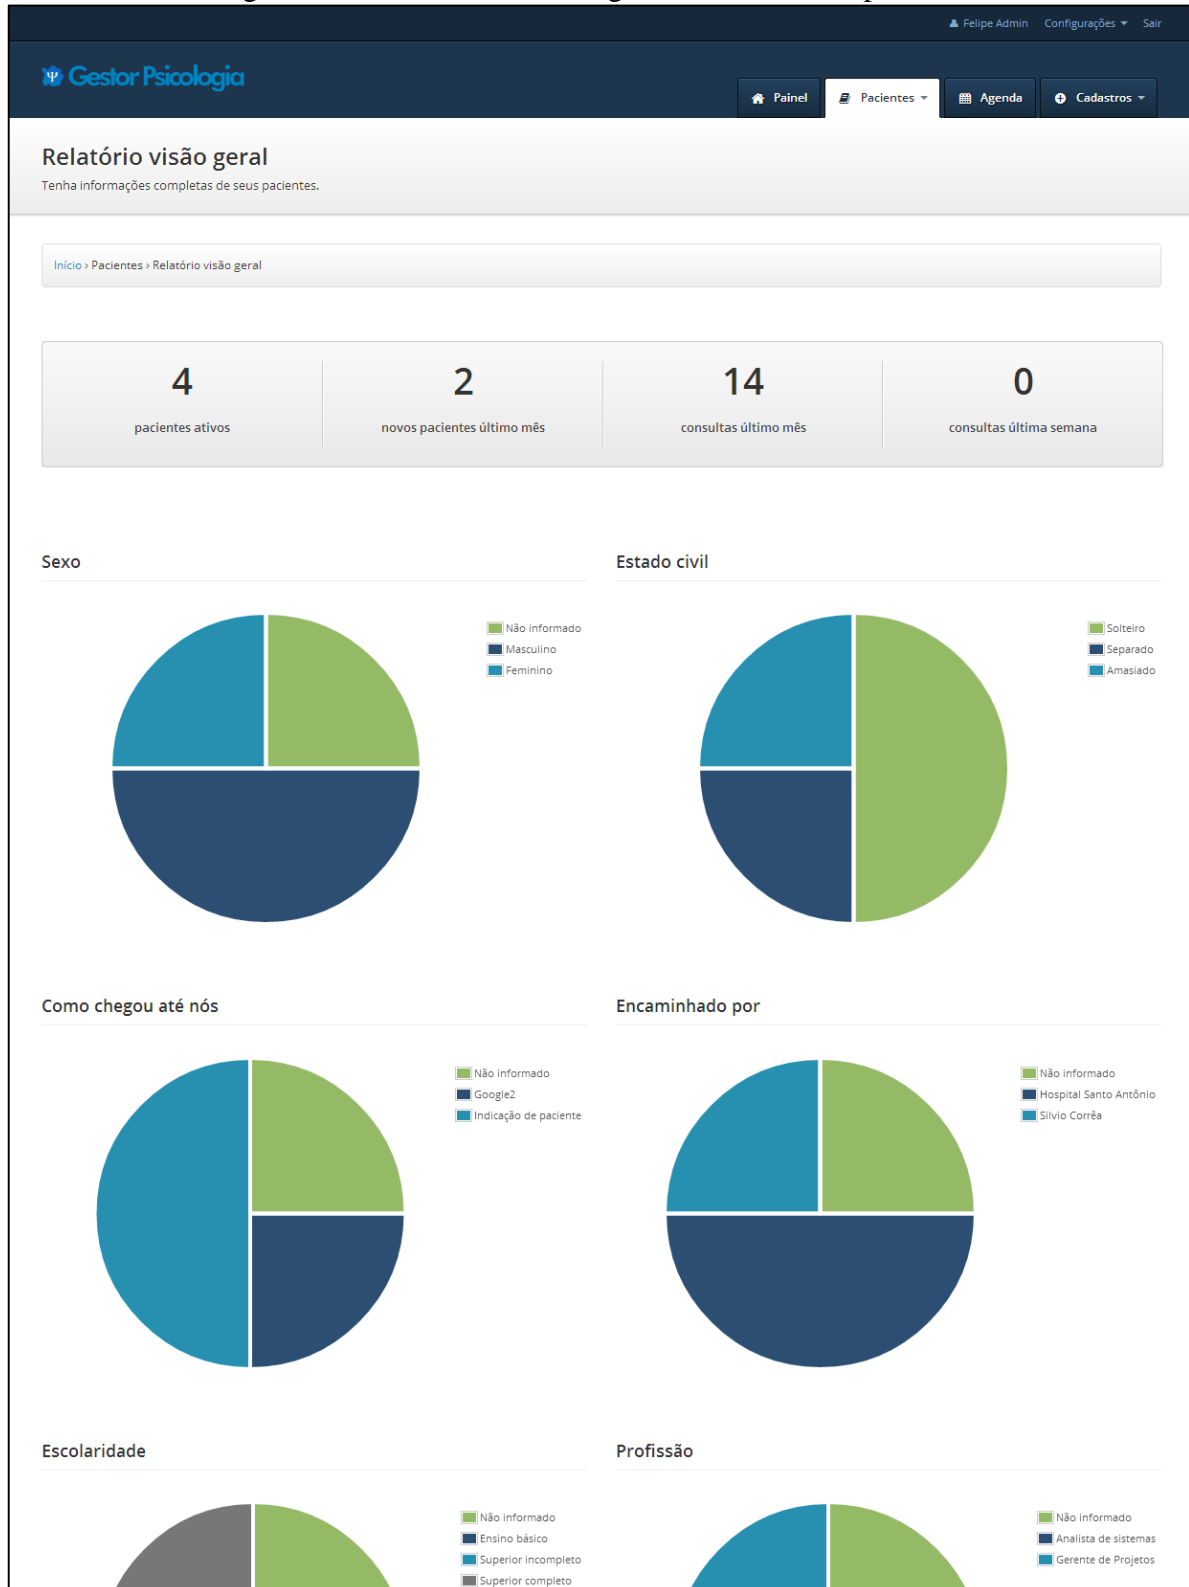 Felipe Admin Configurações Sair
Gestor Psicologia
Painel Pacientes Agenda Cadastros
Relatório visão geral
Tenha informações completas de seus pacientes.
Início › Pacientes › Relatório visão geral
4 2 14 0
pacientes ativos novos pacientes último mês consultas último mês consultas última semana
Sexo
Não informado
Masculino
Feminino
Estado civil
Solteiro
Separado
Amasiado
Como chegou até nós
Não informado
Google2
Indicação de paciente
Encaminhado por
Não informado
Hospital Santo Antônio
Silvio Corrêa
Escolaridade
Não informado
Ensino básico
Superior incompleto
Superior completo
Profissão
Não informado
Analista de sistemas
Gerente de Projetos